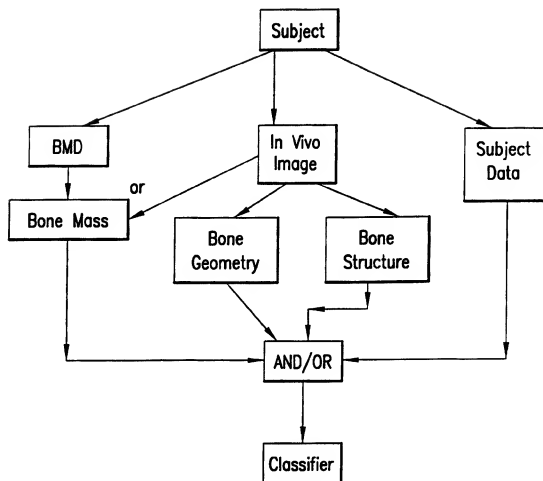 Subject
BMD
In Vivo
Image
Subject
Data
or
Bone Mass
Bone
Geometry
Bone
Structure
AND/OR
Classifier